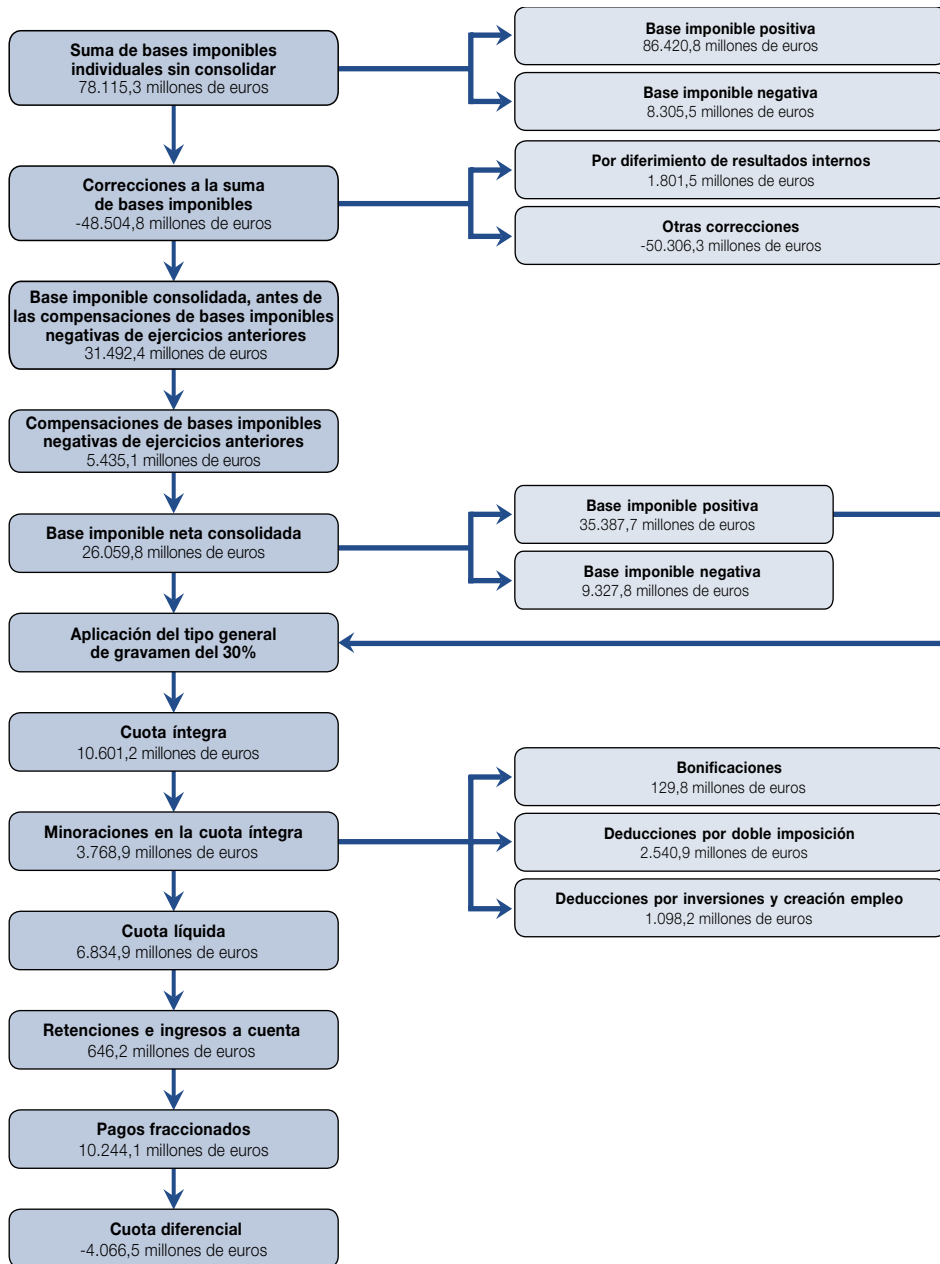 Suma de bases imponibles
individuales sin consolidar
78.115,3 millones de euros
Base imponible positiva
86.420,8 millones de euros
Base imponible negativa
8.305,5 millones de euros
Correcciones a la suma
de bases imponibles
-48.504,8 millones de euros
Por diferimiento de resultados internos
1.801,5 millones de euros
Otras correcciones
-50.306,3 millones de euros
Base imponible consolidada, antes de
las compensaciones de bases imponibles
negativas de ejercicios anteriores
31.492,4 millones de euros
Compensaciones de bases imponibles
negativas de ejercicios anteriores
5.435,1 millones de euros
Base imponible neta consolidada
26.059,8 millones de euros
Base imponible positiva
35.387,7 millones de euros
Base imponible negativa
9.327,8 millones de euros
Aplicación del tipo general
de gravamen del 30%
Cuota íntegra
10.601,2 millones de euros
Minoraciones en la cuota íntegra
3.768,9 millones de euros
Bonificaciones
129,8 millones de euros
Deducciones por doble imposición
2.540,9 millones de euros
Deducciones por inversiones y creación empleo
1.098,2 millones de euros
Cuota líquida
6.834,9 millones de euros
Retenciones e ingresos a cuenta
646,2 millones de euros
Pagos fraccionados
10.244,1 millones de euros
Cuota diferencial
-4.066,5 millones de euros